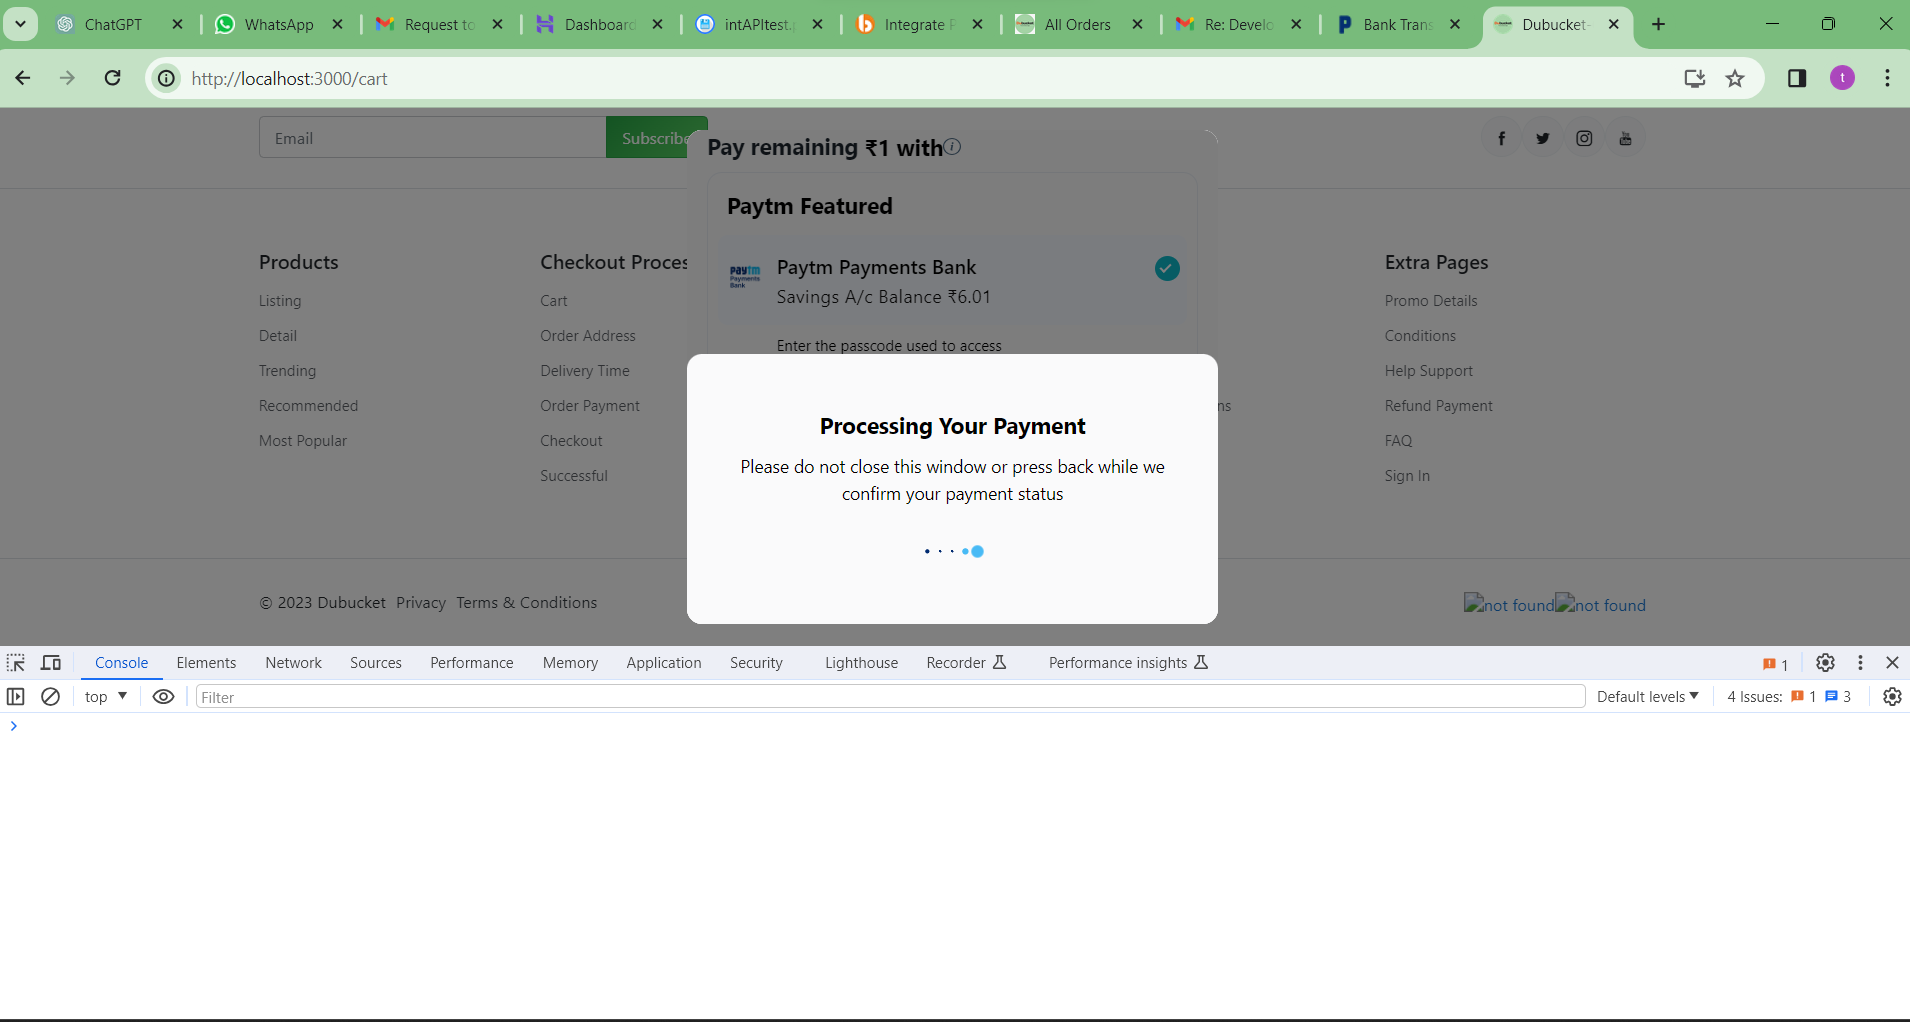 ChatGPT
WhatsApp
Request to
Dashboard
intAPItest.
Integrate P
All Orders
Re: Develo
Bank Trans
Dubucket-
http://localhost:3000/cart
t
Email
Subscribe
Pay remaining ₹1 with
Paytm Featured
paytm
Payments
Bank
Paytm Payments Bank
Savings A/c Balance ₹6.01
Enter the passcode used to access
Products
Listing
Detail
Trending
Recommended
Most Popular
Checkout Proces
Cart
Order Address
Delivery Time
Order Payment
Checkout
Successful
ns
Extra Pages
Promo Details
Conditions
Help Support
Refund Payment
FAQ
Sign In
Processing Your Payment
Please do not close this window or press back while we
confirm your payment status
© 2023 Dubucket Privacy Terms & Conditions
not found not found
Console Elements Network Sources Performance Memory Application Security Lighthouse Recorder Performance insights 1
top Filter Default levels 4 Issues: 1 3